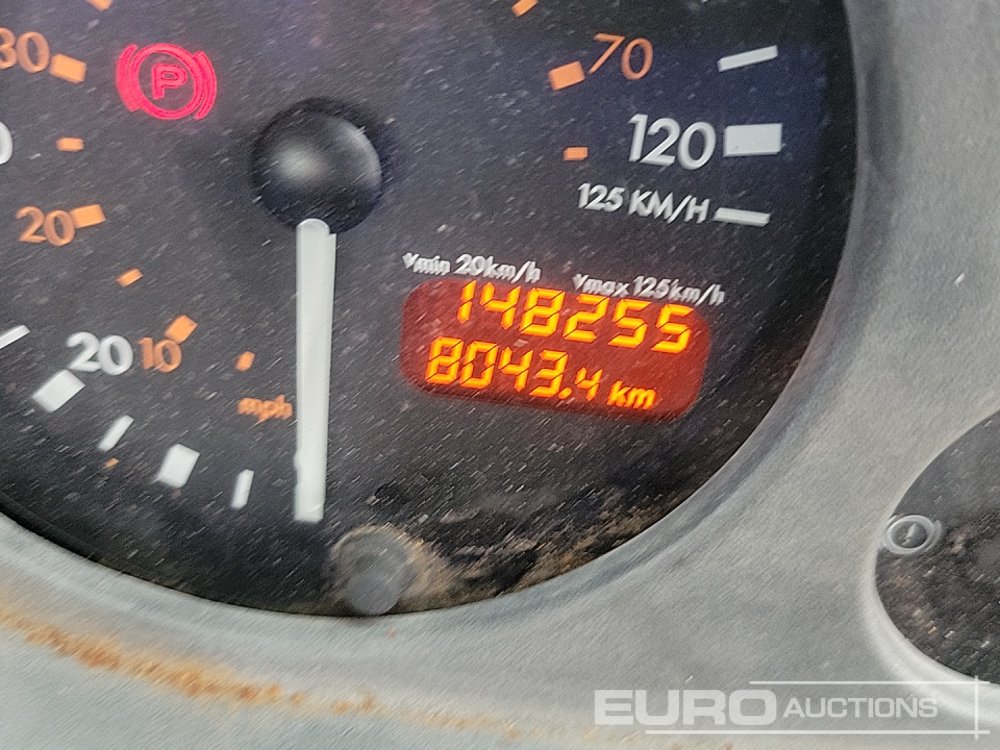 30
P
70
120
125 KM/H
20
vmin 20km/h
vmax 125km/h
148255
8043.4 km
20
10
mph
EURO AUCTIONS